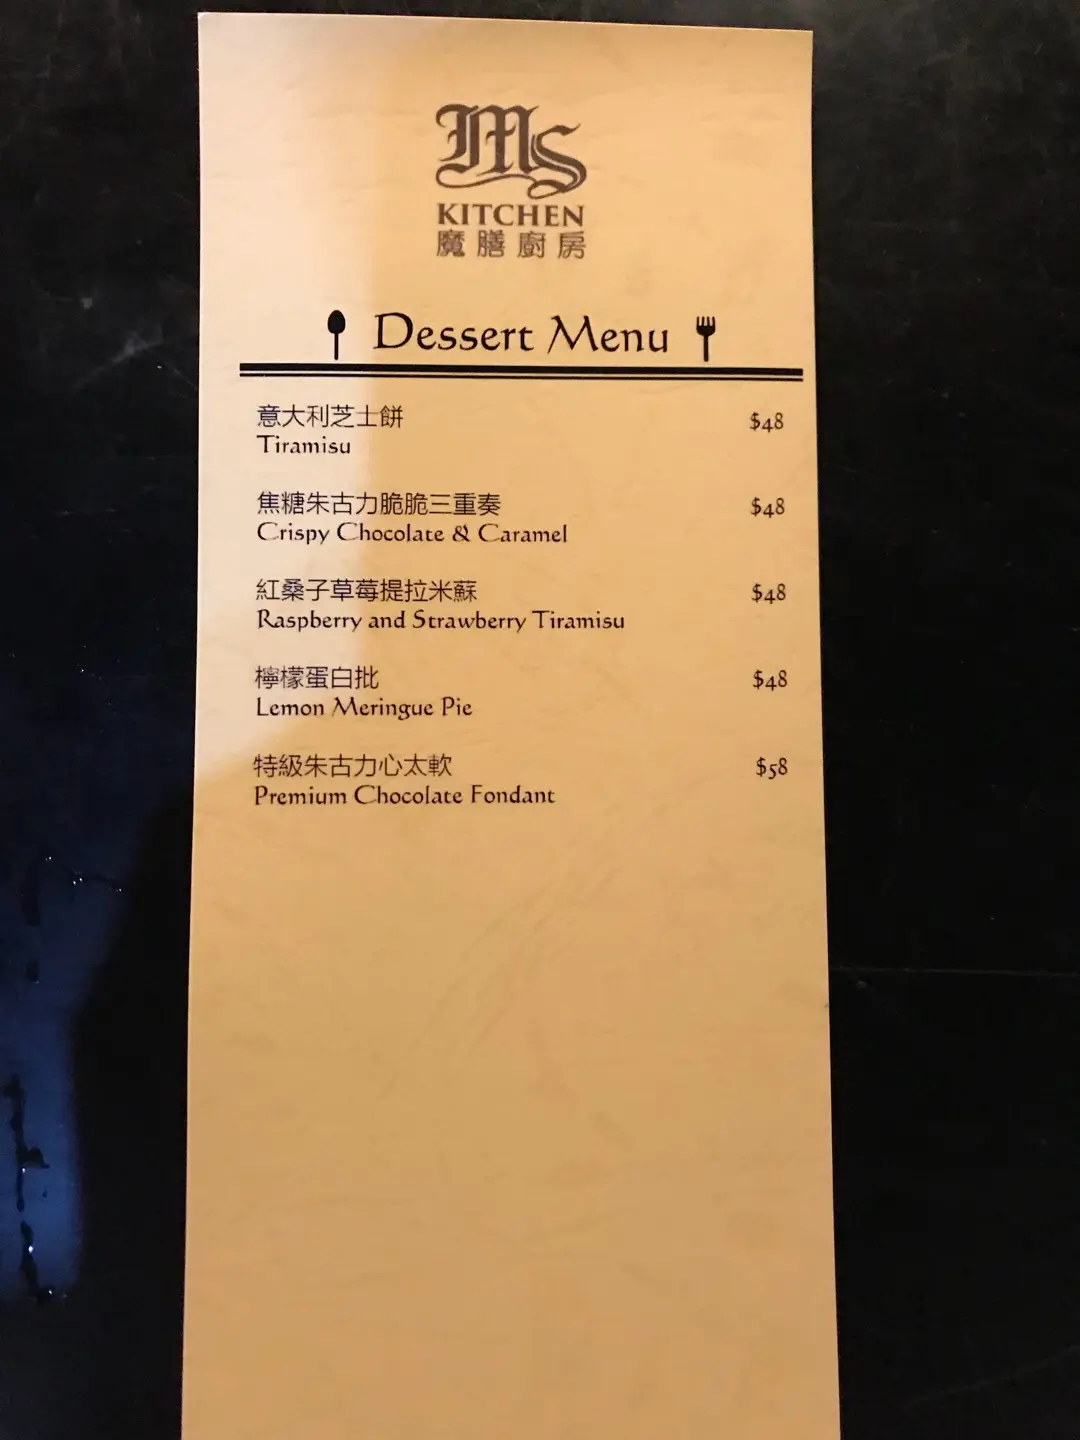 MS
KITCHEN
魔膳廚房
Dessert Menu
意大利芝士餅 $48
Tiramisu
焦糖朱古力脆脆三重奏 $48
Crispy Chocolate & Caramel
紅桑子草莓提拉米蘇 $48
Raspberry and Strawberry Tiramisu
檸檬蛋白批 $48
Lemon Meringue Pie
特級朱古力心太軟 $58
Premium Chocolate Fondant